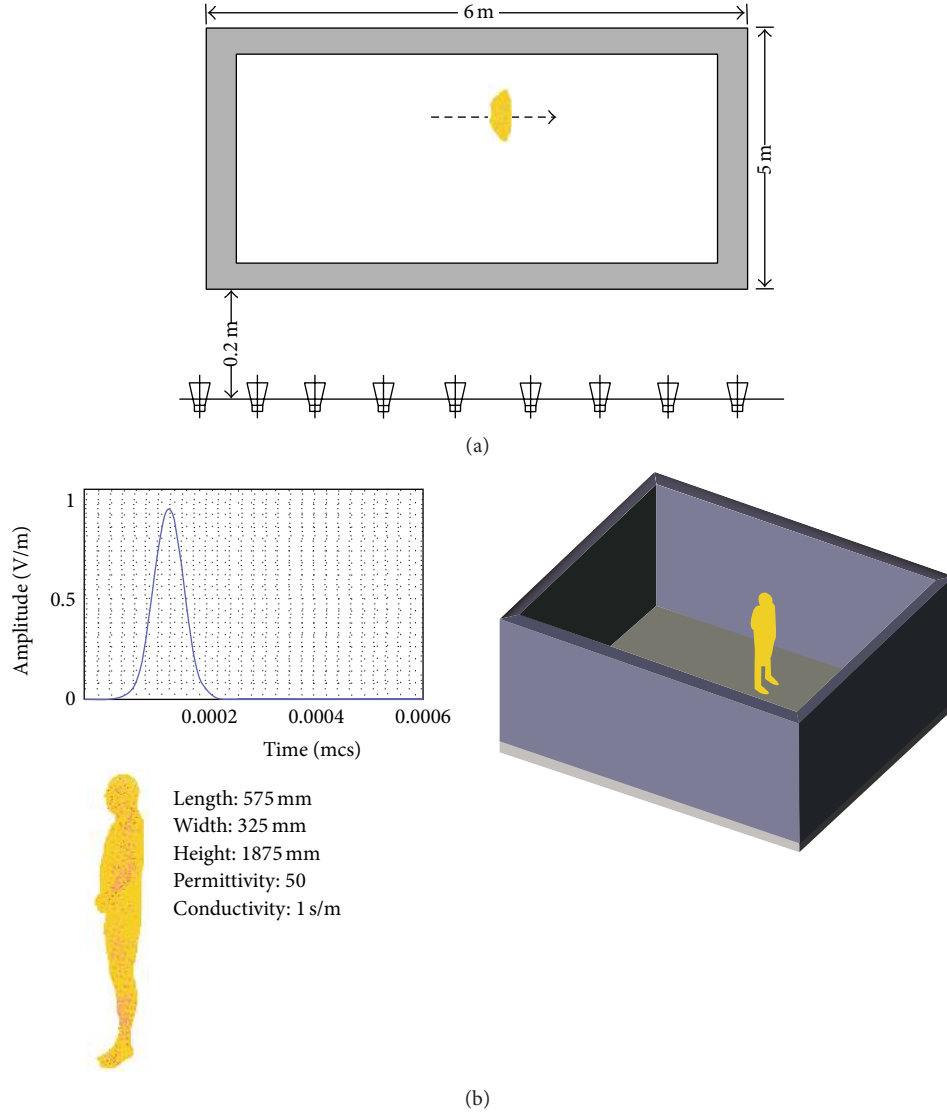 6 m
5 m
0.2 m
(a)
1
0.5
0
Amplitude (V/m)
0.0002 0.0004 0.0006
Time (mcs)
Length: 575 mm
Width: 325 mm
Height: 1875 mm
Permittivity: 50
Conductivity: 1 s/m
(b)